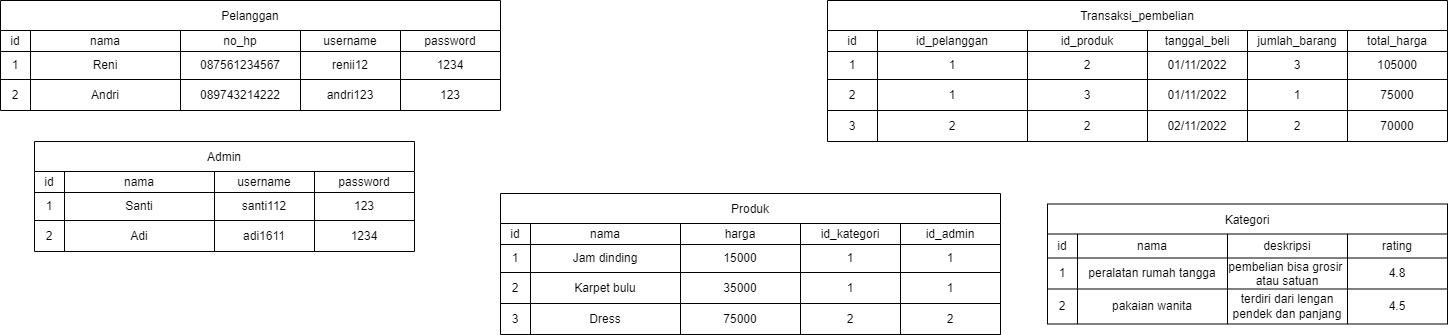 Pelanggan
id nama no_hp username password
1 Reni 087561234567 renii12 1234
2 Andri 089743214222 andri123 123
Transaksi_pembelian
id id_pelanggan id_produk tanggal_beli jumlah_barang total_harga
1 1 2 01/11/2022 3 105000
2 1 3 01/11/2022 1 75000
3 2 2 02/11/2022 2 70000
Admin
id nama username password
1 Santi santi112 123
2 Adi adi1611 1234
Produk
id nama harga id_kategori id_admin
1 Jam dinding 15000 1 1
2 Karpet bulu 35000 1 1
3 Dress 75000 2 2
Kategori
id nama deskripsi rating
1 peralatan rumah tangga pembelian bisa grosir
atau satuan 4.8
2 pakaian wanita terdiri dari lengan
pendek dan panjang 4.5